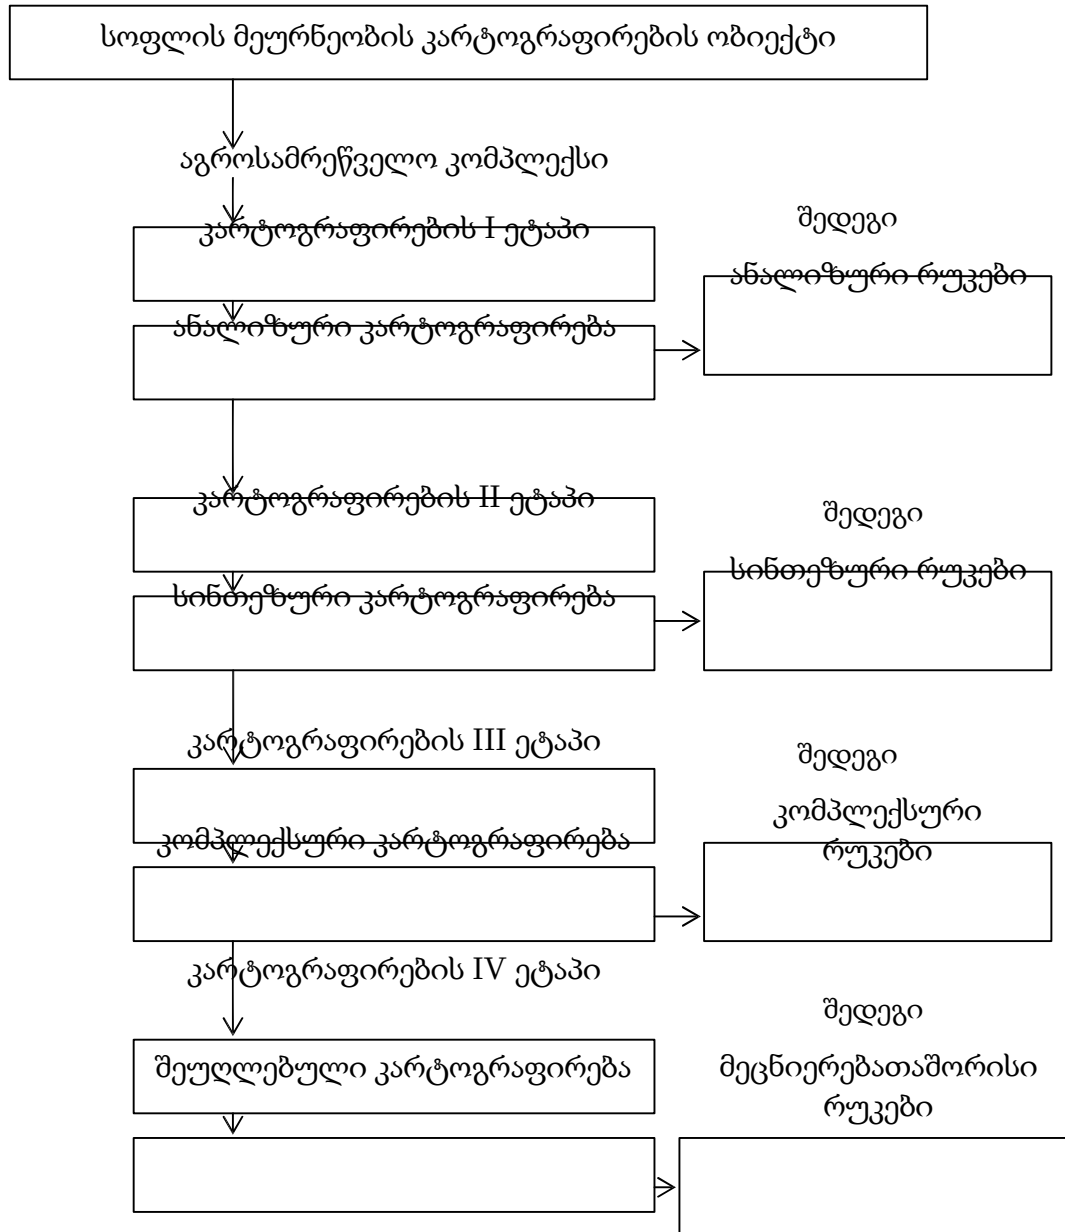 სოფლის მეურნეობის კარტოგრაფირების ობიექტი
აგროსამრეწველო კომპლექსი
კარტოგრაფირების I ეტაპი
შედეგი
ანალიზური რუკები
ანალიზური კარტოგრაფირება
კარტოგრაფირების II ეტაპი
შედეგი
სინთეზური რუკები
სინთეზური კარტოგრაფირება
კარტოგრაფირების III ეტაპი
შედეგი
კომპლექსური
რუკები
კომპლექსური კარტოგრაფირება
კარტოგრაფირების IV ეტაპი
შედეგი
მეცნიერებათაშორისი
რუკები
შეუღლებული კარტოგრაფირება